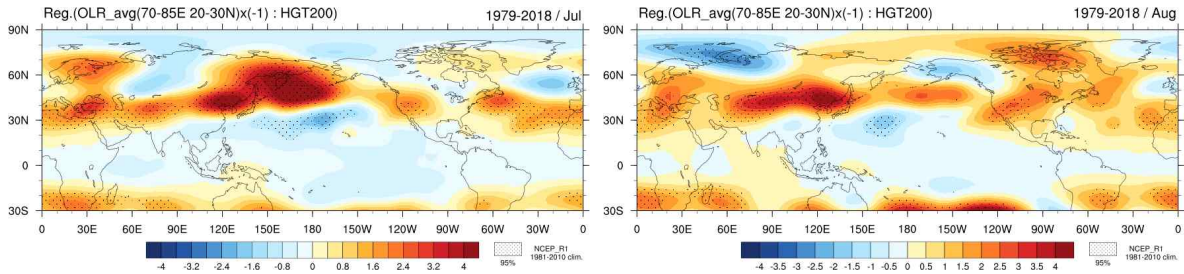 Reg.(OLR_avg(70-85E 20-30N)x(-1) : HGT200) 1979-2018 / Jul
90N
60N
30N
0
30S
0 30E 60E 90E 120E 150E 180 150W 120W 90W 60W 30W 0
-4 -3.2 -2.4 -1.6 -0.8 0 0.8 1.6 2.4 3.2 4
95%
NCEP_R1
1981-2010 clim.
Reg.(OLR_avg(70-85E 20-30N)x(-1) : HGT200) 1979-2018 / Aug
90N
60N
30N
0
30S
0 30E 60E 90E 120E 150E 180 150W 120W 90W 60W 30W 0
-4 -3.5 -3 -2.5 -2 -1.5 -1 -0.5 0 0.5 1 1.5 2 2.5 3 3.5 4
95%
NCEP_R1
1981-2010 clim.